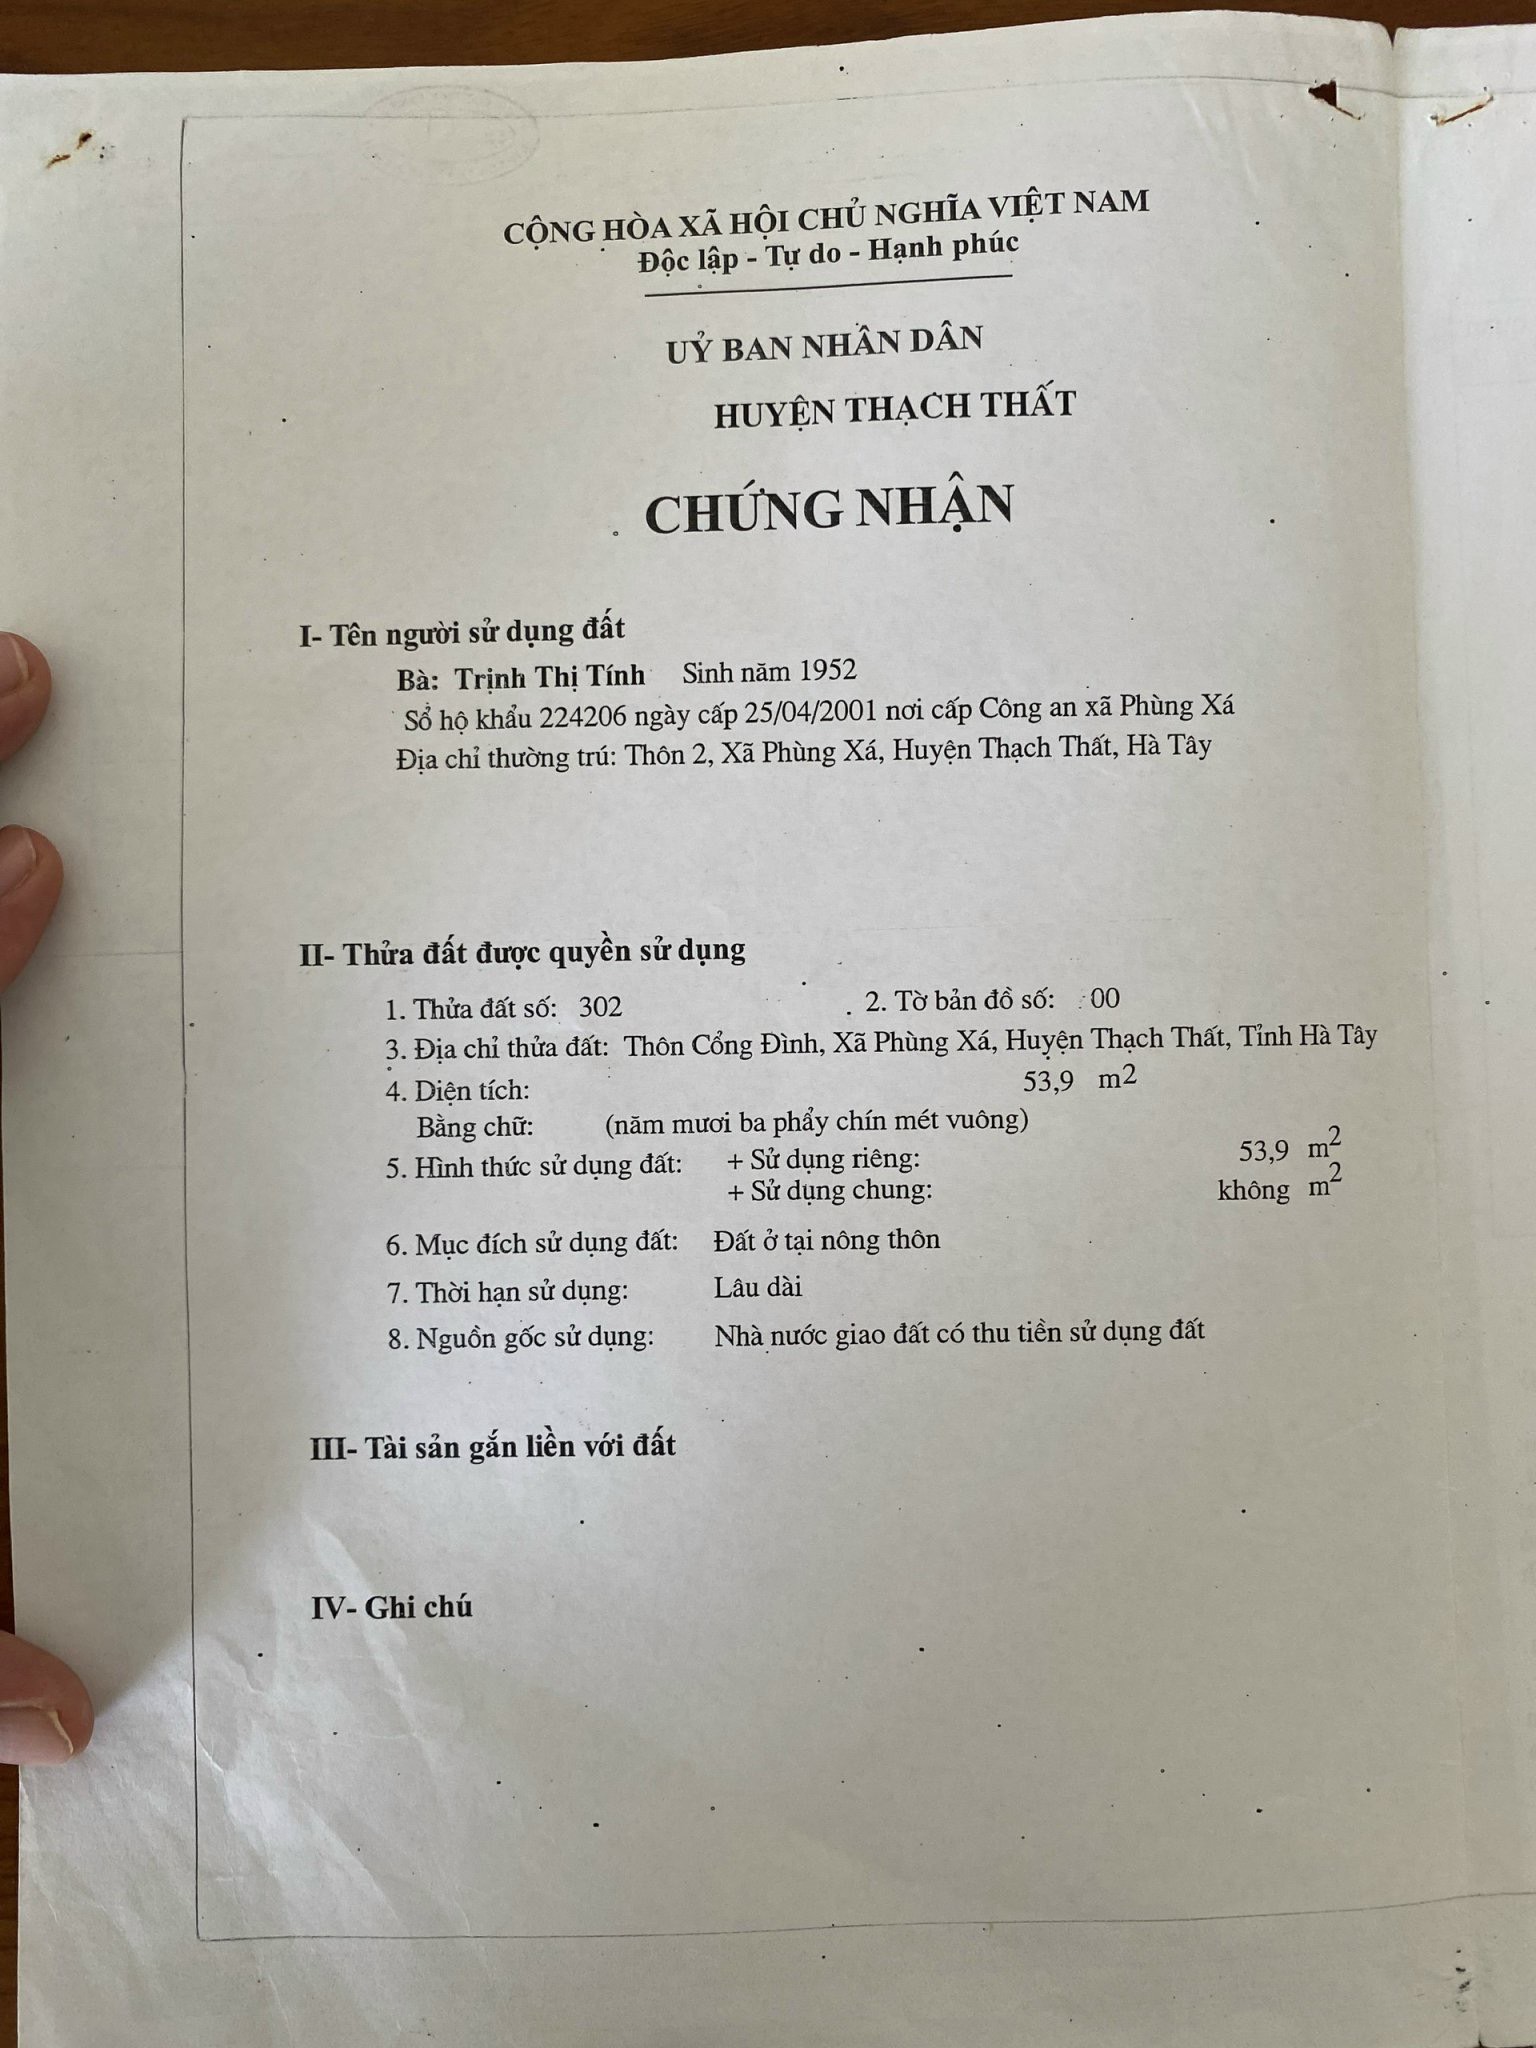 CỘNG HÒA XÃ HỘI CHỦ NGHĨA VIỆT NAM
Độc lập - Tự do - Hạnh phúc
UỶ BAN NHÂN DÂN
HUYỆN THẠCH THẤT
CHỨNG NHẬN
I- Tên người sử dụng đất
Bà: Trịnh Thị Tính Sinh năm 1952
Sổ hộ khẩu 224206 ngày cấp 25/04/2001 nơi cấp Công an xã Phùng Xá
Địa chỉ thường trú: Thôn 2, Xã Phùng Xá, Huyện Thạch Thất, Hà Tây
II- Thửa đất được quyền sử dụng
1. Thửa đất số: 302 2. Tờ bản đồ số: 00
3. Địa chỉ thửa đất: Thôn Cổng Đình, Xã Phùng Xá, Huyện Thạch Thất, Tỉnh Hà Tây
4. Diện tích: 53,9 m2
Bằng chữ: (năm mươi ba phẩy chín mét vuông)
5. Hình thức sử dụng đất: + Sử dụng riêng: 53,9 m2
+ Sử dụng chung: không m2
6. Mục đích sử dụng đất: Đất ở tại nông thôn
7. Thời hạn sử dụng: Lâu dài
8. Nguồn gốc sử dụng: Nhà nước giao đất có thu tiền sử dụng đất
III- Tài sản gắn liền với đất
IV- Ghi chú